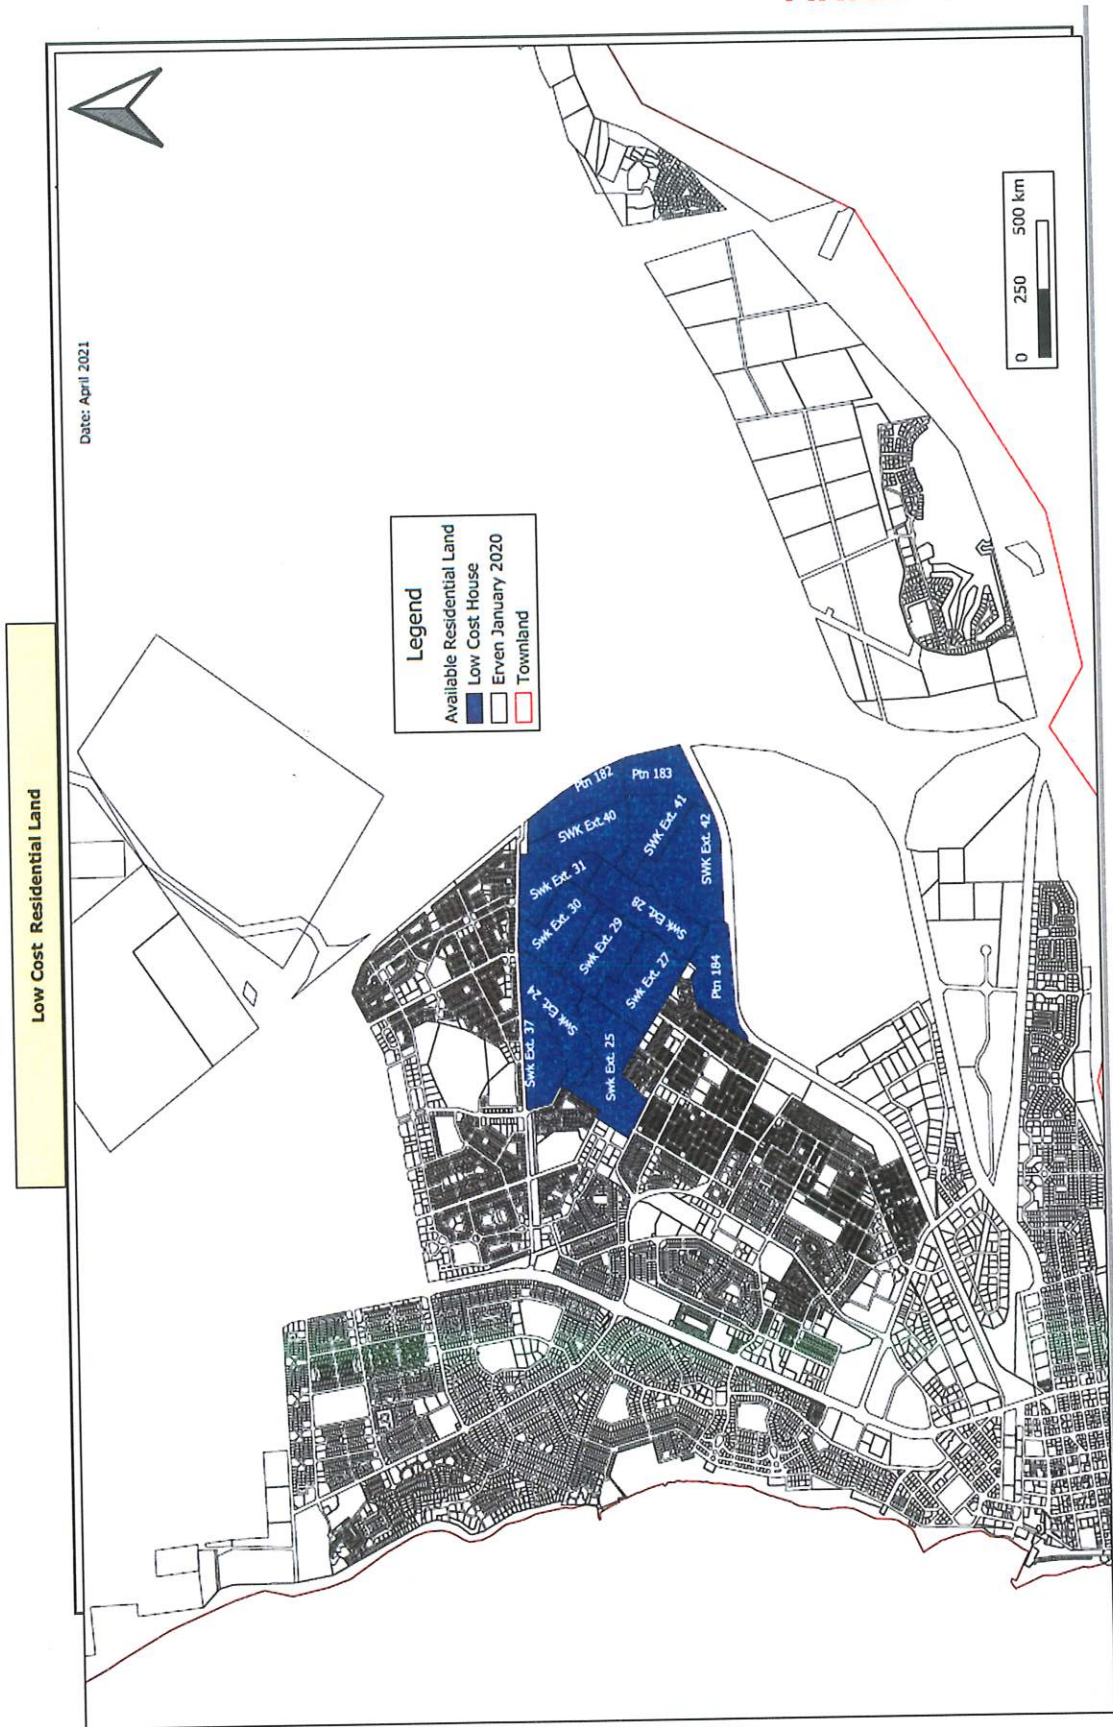 Low Cost Residential Land
Date: April 2021
Legend
Available Residential Land
Low Cost House
Erven January 2020
Townland
Swk Ext. 37
Swk Ext. 24
Swk Ext. 30
Swk Ext. 31
SWK Ext.40
Ptn 182
Ptn 183
Swk Ext. 25
Swk Ext. 29
Swk Ext. 27
Swk Ext. 28
SWK Ext. 41
SWK Ext. 42
Ptn 184
0 250 500 km